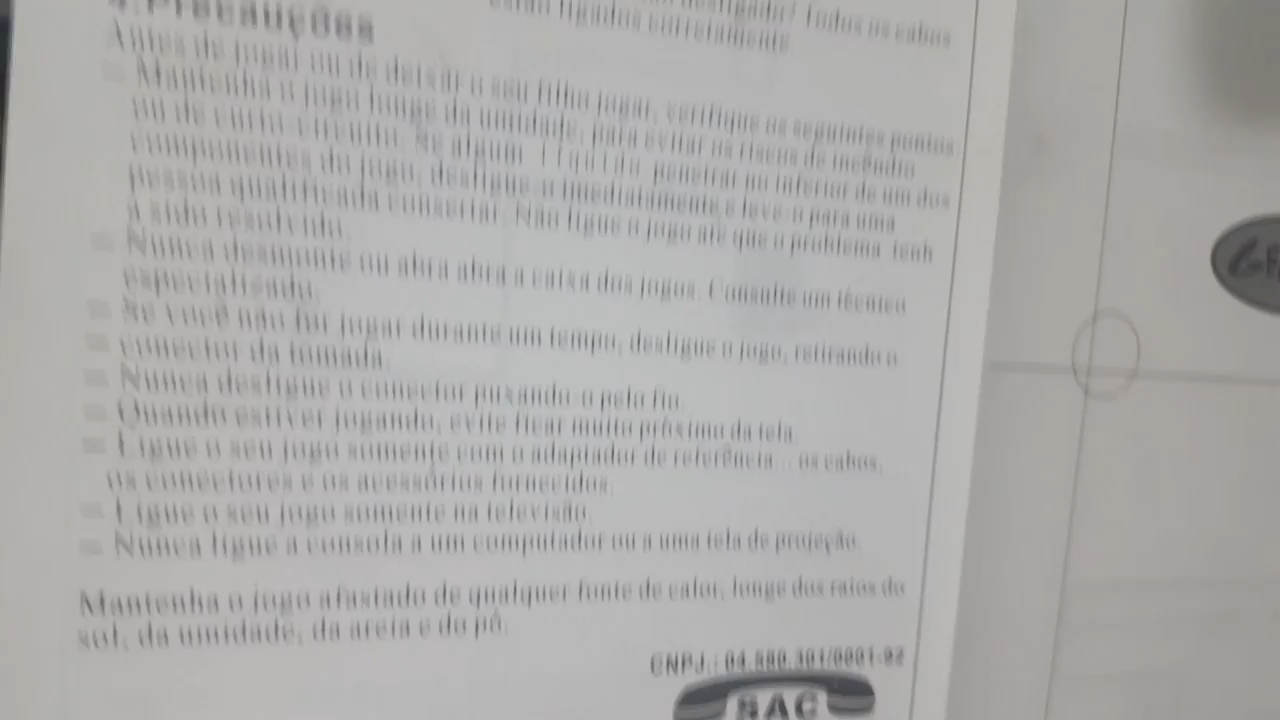 desligado? Todos os cabos
estão ligados corretamente
4.Precauções
Antes de jogar ou de deixar o seu filho jogar, verifique os seguintes pontos
– Mantenha o jogo longe da umidade, para evitar os riscos de incêndio
ou de curto-circuito. Se algum líquido penetrar no interior de um dos
componentes do jogo, desligue-o imediatamente e leve-o para uma
pessoa qualificada consertar. Não ligue o jogo até que o problema tenh
a sido resolvido.
– Nunca desmonte ou abra abra a caixa dos jogos. Consulte um técnico
especializado.
– Se você não for jogar durante um tempo, desligue o jogo, retirando o
– conector da tomada.
– Nunca desligue o conector puxando-o pelo fio.
– Quando estiver jogando, evite ficar muito próximo da tela.
– Ligue o seu jogo somente com o adaptador de referência... os cabos,
os conectores e os acessórios fornecidos.
– Ligue o seu jogo somente na televisão.
– Nunca ligue a consola a um computador ou a uma tela de projeção.
Mantenha o jogo afastado de qualquer fonte de calor, longe dos raios do
sol, da umidade, da areia e do pó.
CNPJ.: 04.880.301/0001-92
SAC